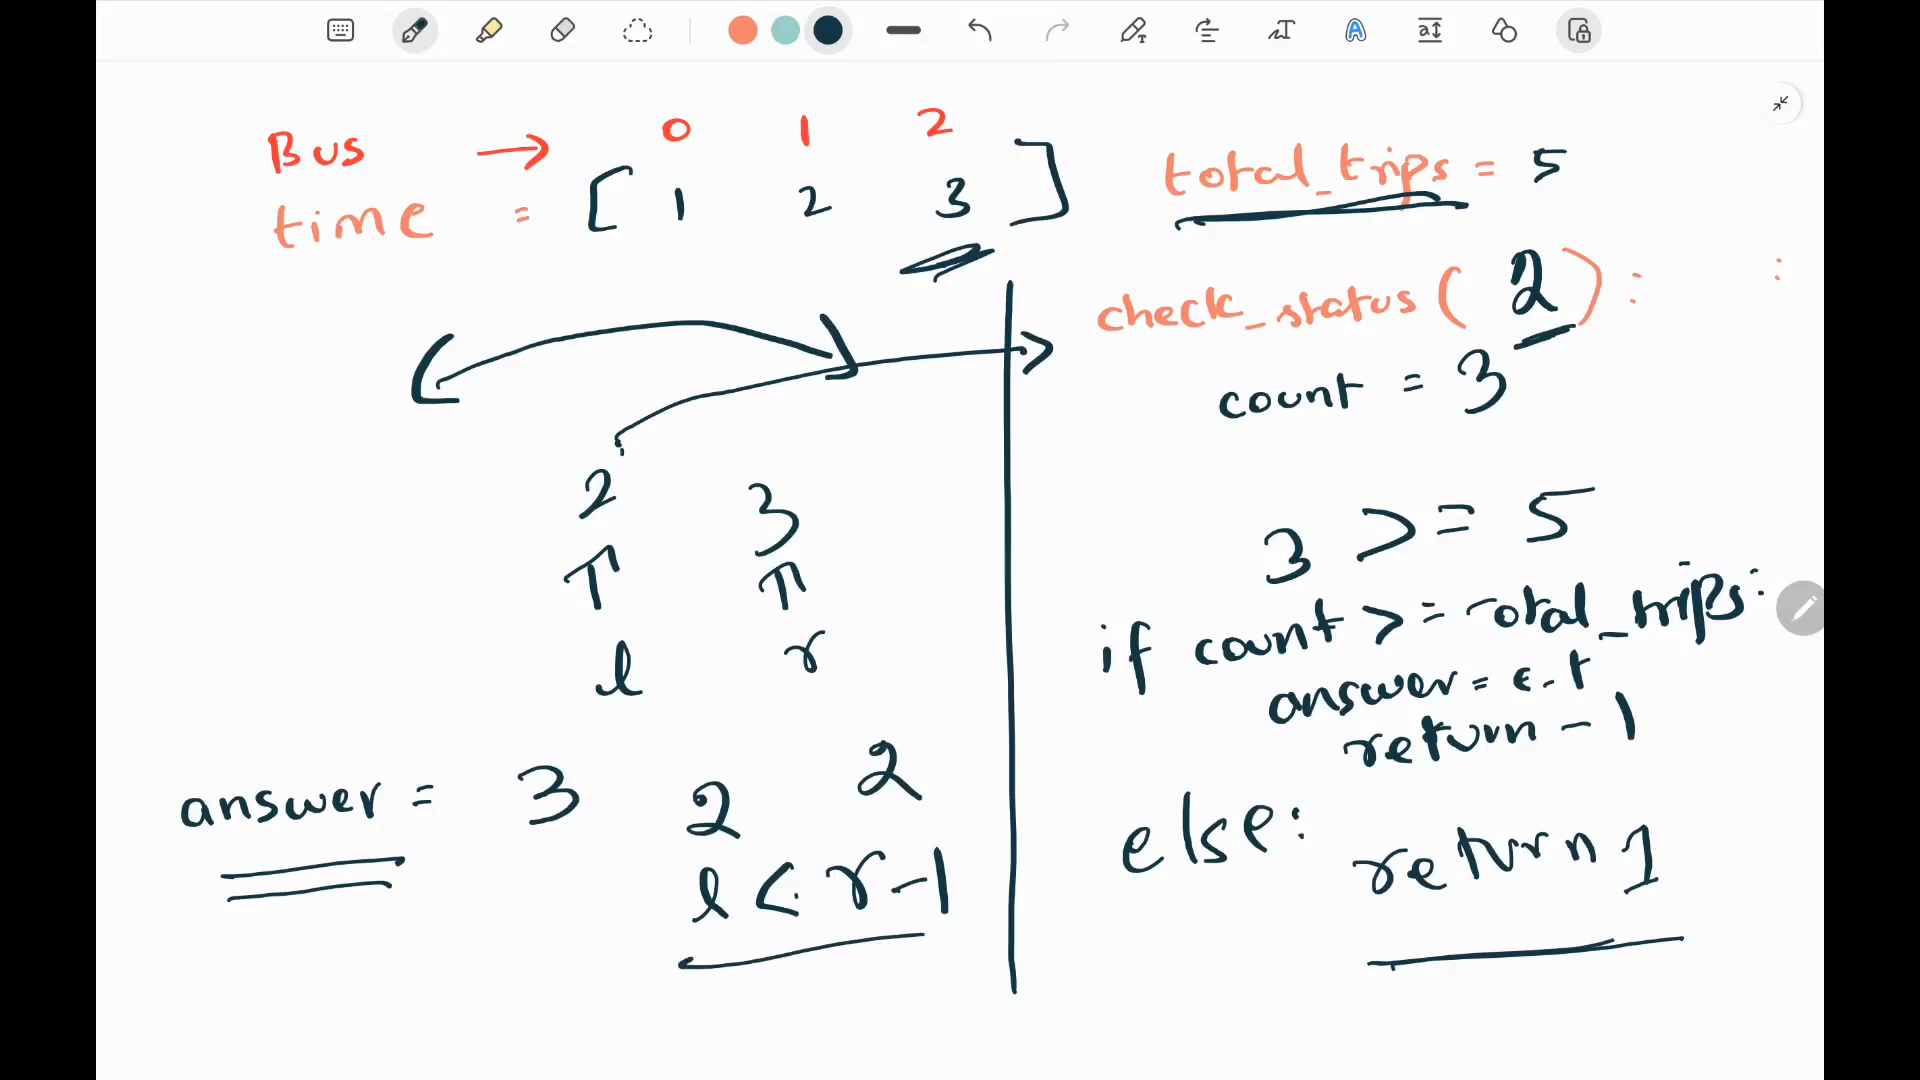 0 1 2
Bus →
time = [ 1 2 3 ]
2 3
l r
answer = 3 2 2
l < r - 1
total_trips = 5
check_status ( 2 ) :
count = 3
3 >= 5
if count >= total_trips:
answer = e.t
return - 1
else:
return 1